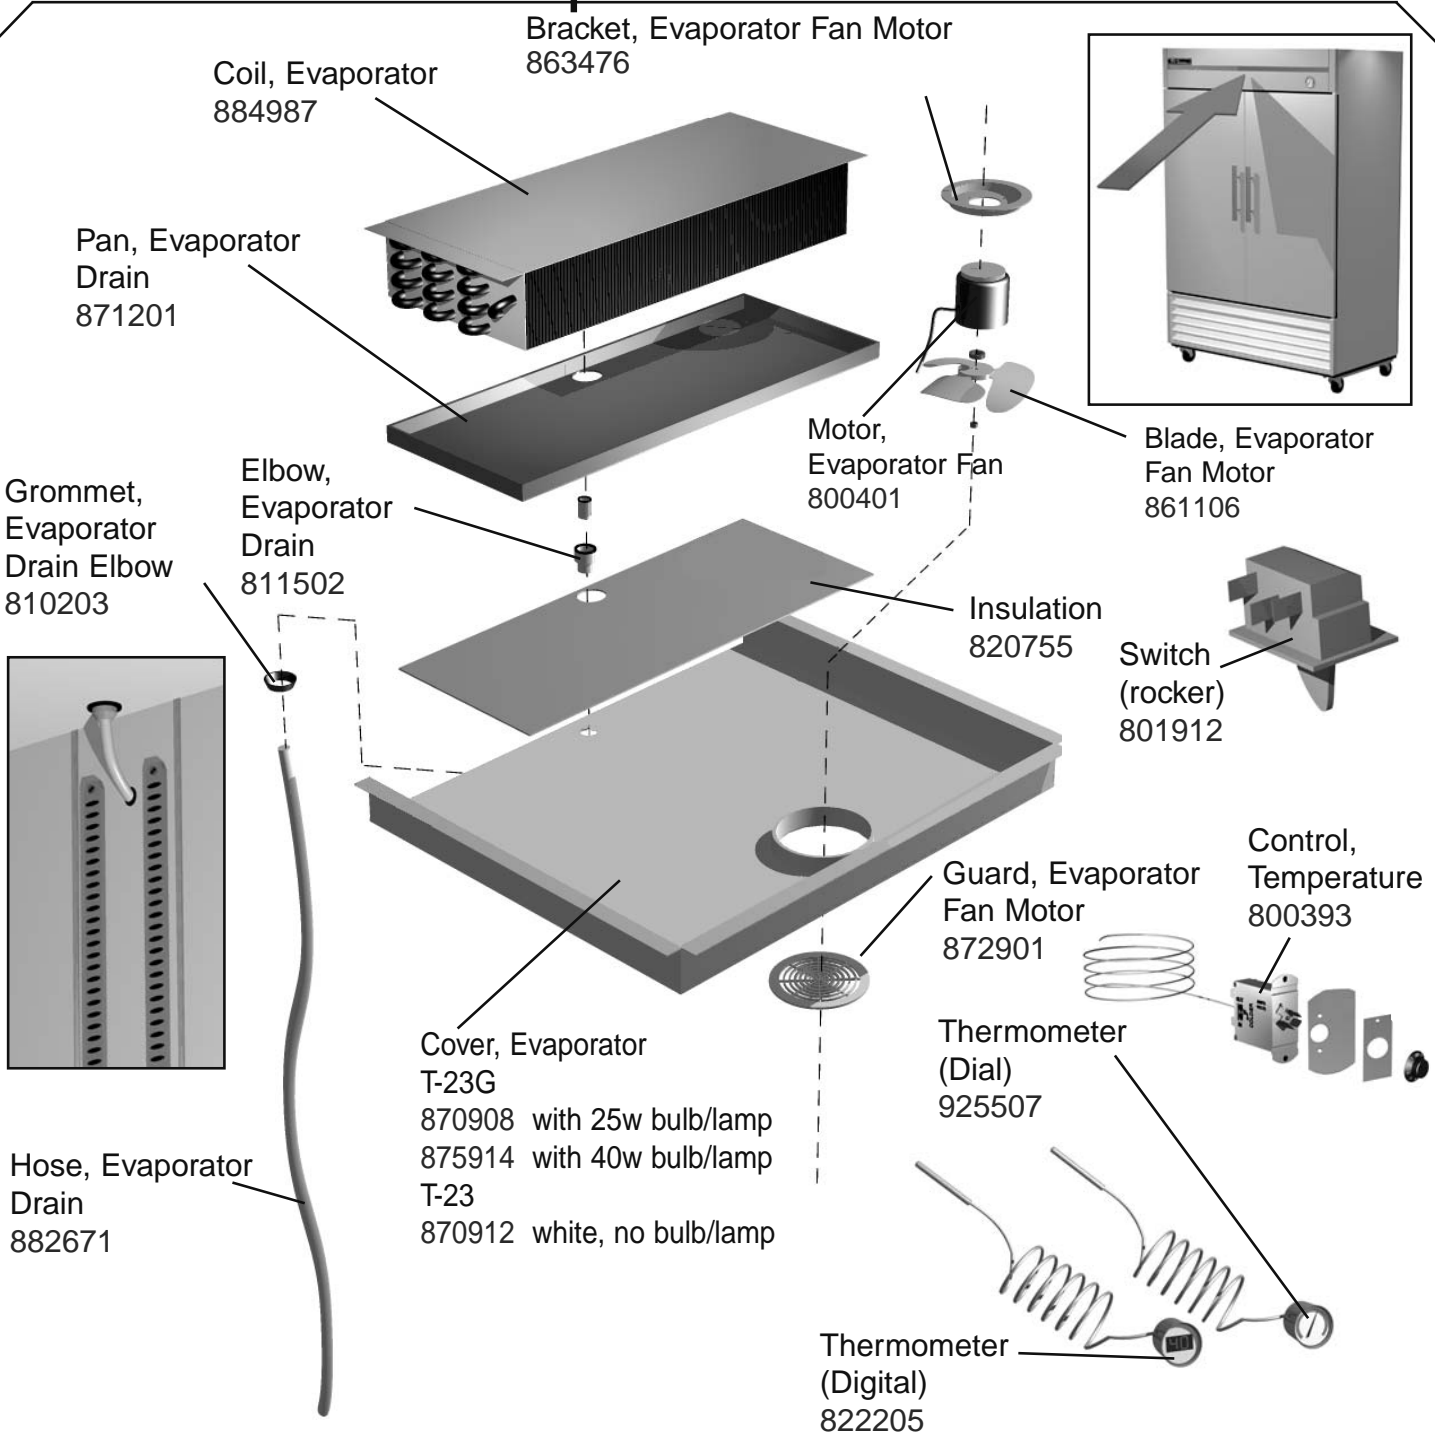 Bracket, Evaporator Fan Motor
863476
Coil, Evaporator
884987
Pan, Evaporator
Drain
871201
Motor,
Evaporator Fan
800401
Blade, Evaporator
Fan Motor
861106
Grommet,
Evaporator
Drain Elbow
810203
Elbow,
Evaporator
Drain
811502
Insulation
820755
Switch
(rocker)
801912
Guard, Evaporator
Fan Motor
872901
Control,
Temperature
800393
Thermometer
(Dial)
925507
Cover, Evaporator
T-23G
870908 with 25w bulb/lamp
875914 with 40w bulb/lamp
T-23
870912 white, no bulb/lamp
Hose, Evaporator
Drain
882671
40
Thermometer
(Digital)
822205